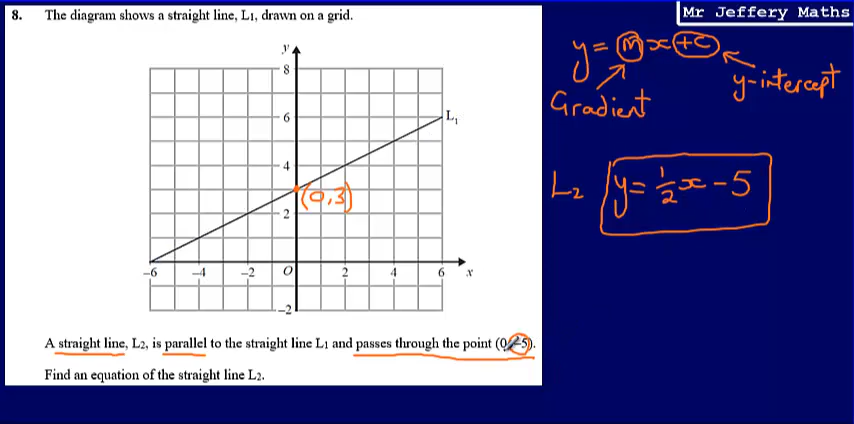 8. The diagram shows a straight line, L1, drawn on a grid.
Mr Jeffery Maths
y
8
6
4
2
-2
-6 -4 -2 O 2 4 6 x
L1
(0,3)
y = mx + c
Gradient
y-intercept
L2 y = 1/2 x - 5
A straight line, L2, is parallel to the straight line L1 and passes through the point (0, –5).
Find an equation of the straight line L2.